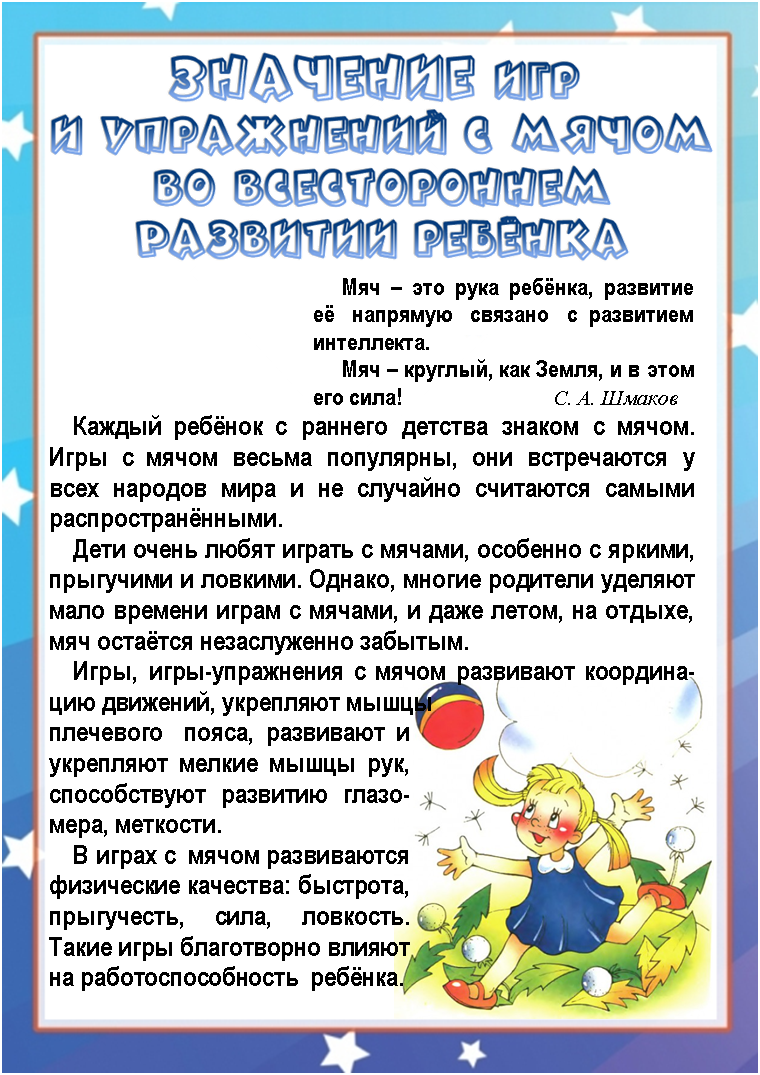 ЗНАЧЕНИЕ ИГР
И УПРАЖНЕНИЙ С МЯЧОМ
ВО ВСЕСТОРОННЕМ
РАЗВИТИИ РЕБЁНКА
Мяч – это рука ребёнка, развитие
её напрямую связано с развитием
интеллекта.
Мяч – круглый, как Земля, и в этом
его сила! С. А. Шмаков
Каждый ребёнок с раннего детства знаком с мячом.
Игры с мячом весьма популярны, они встречаются у
всех народов мира и не случайно считаются самыми
распространёнными.
Дети очень любят играть с мячами, особенно с яркими,
прыгучими и ловкими. Однако, многие родители уделяют
мало времени играм с мячами, и даже летом, на отдыхе,
мяч остаётся незаслуженно забытым.
Игры, игры-упражнения с мячом развивают координа-
цию движений, укрепляют мышцы
плечевого пояса, развивают и
укрепляют мелкие мышцы рук,
способствуют развитию глазо-
мера, меткости.
В играх с мячом развиваются
физические качества: быстрота,
прыгучесть, сила, ловкость.
Такие игры благотворно влияют
на работоспособность ребёнка.